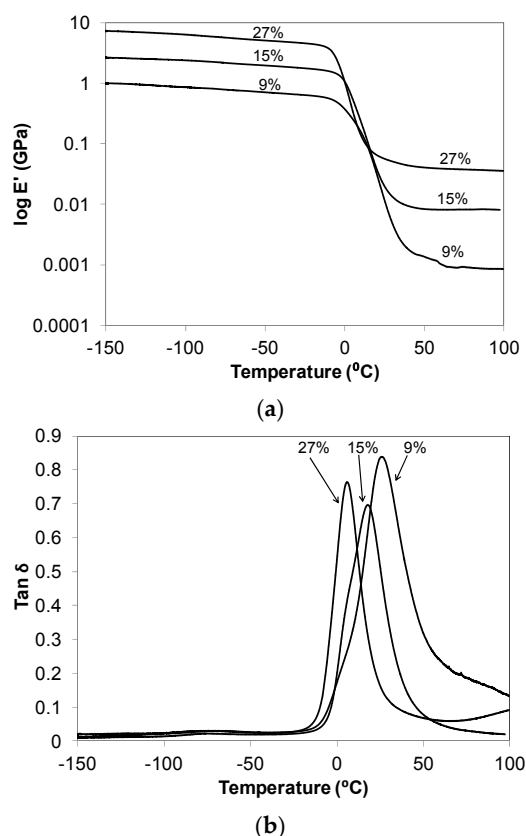 10
1
0.1
0.01
0.001
0.0001
log E' (GPa)
27%
15%
9%
27%
15%
9%
-150 -100 -50 0 50 100
Temperature (⁰C)
(a)
0.9
0.8
0.7
0.6
0.5
0.4
0.3
0.2
0.1
0
Tan δ
27% 15% 9%
-150 -100 -50 0 50 100
Temperature (⁰C)
(b)